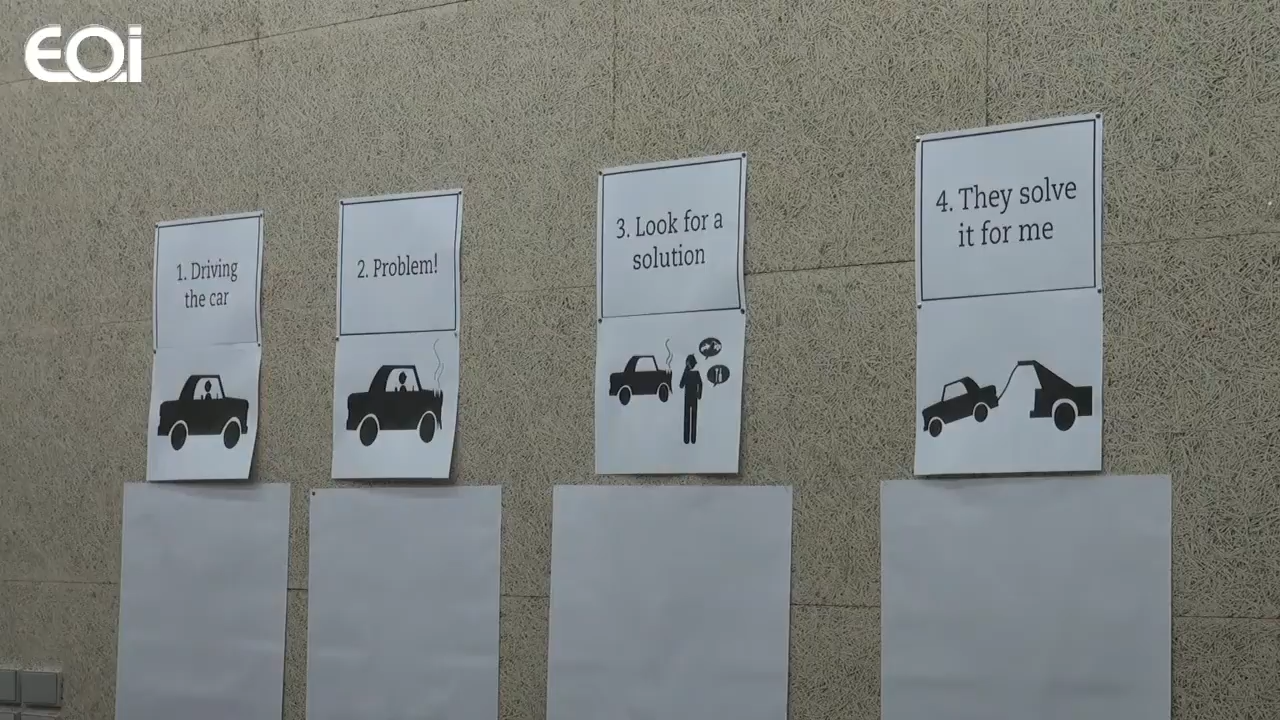 EOi
1. Driving
the car
2. Problem!
3. Look for a
solution
4. They solve
it for me